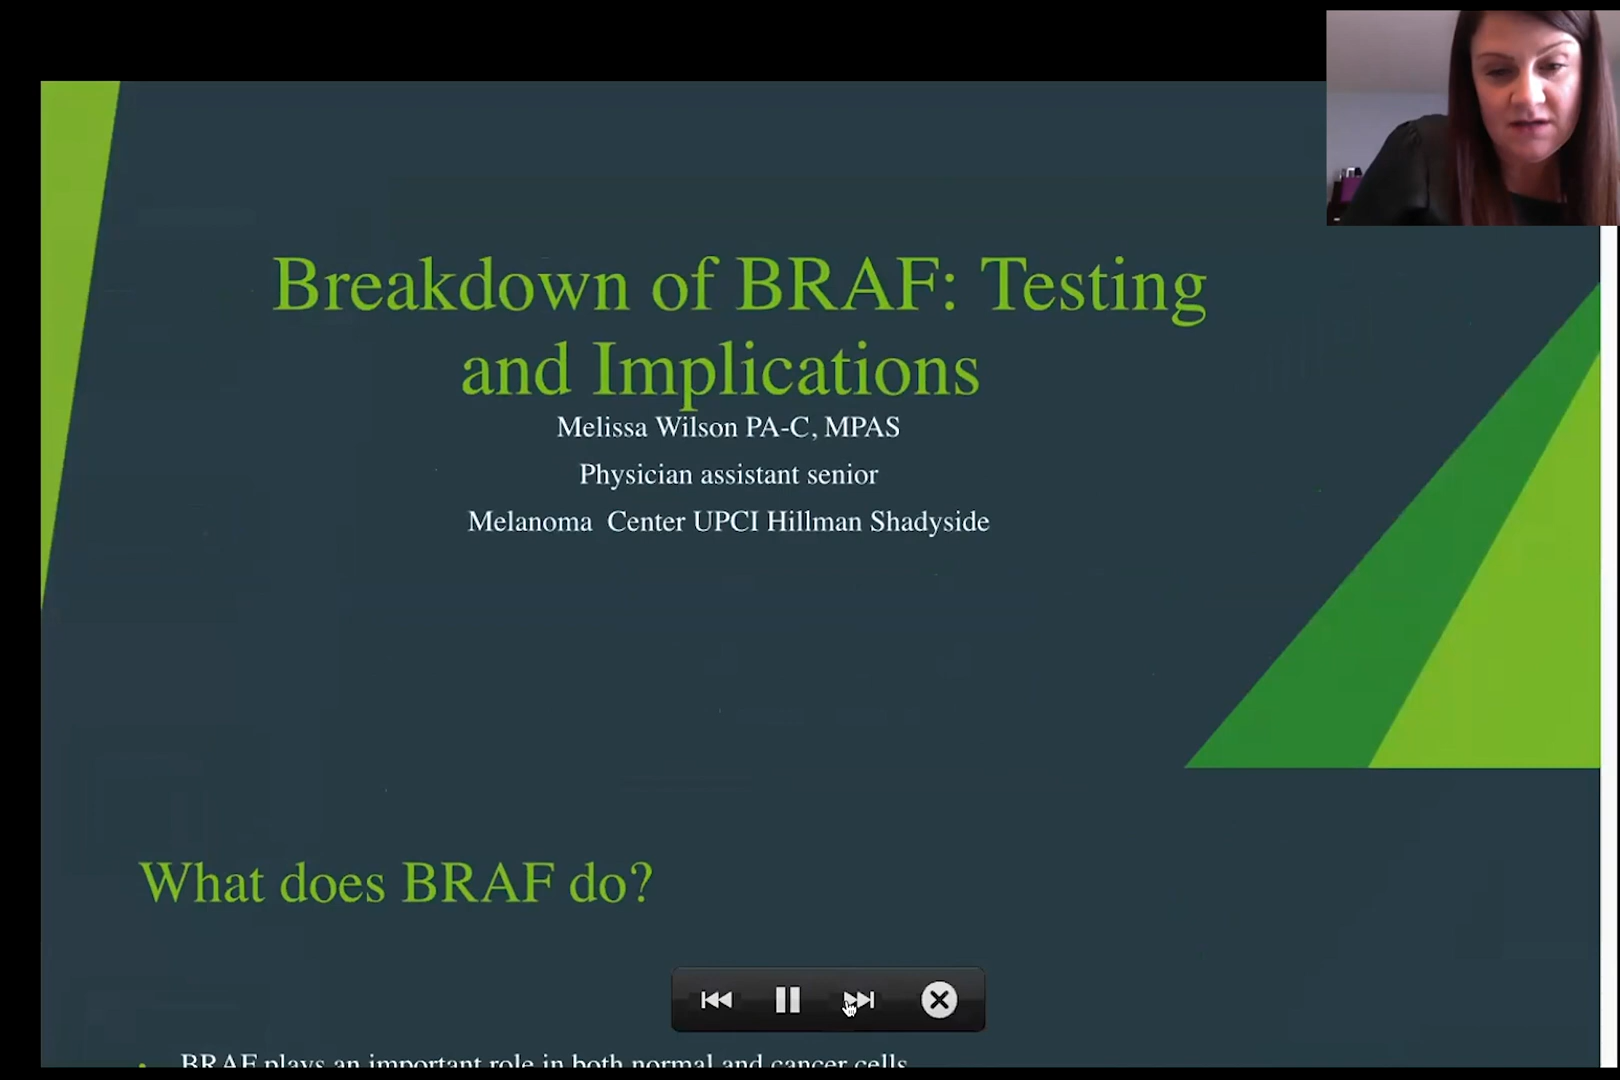 Breakdown of BRAF: Testing
and Implications
Melissa Wilson PA-C, MPAS
Physician assistant senior
Melanoma Center UPCI Hillman Shadyside
What does BRAF do?
• BRAF plays an important role in both normal and cancer cells